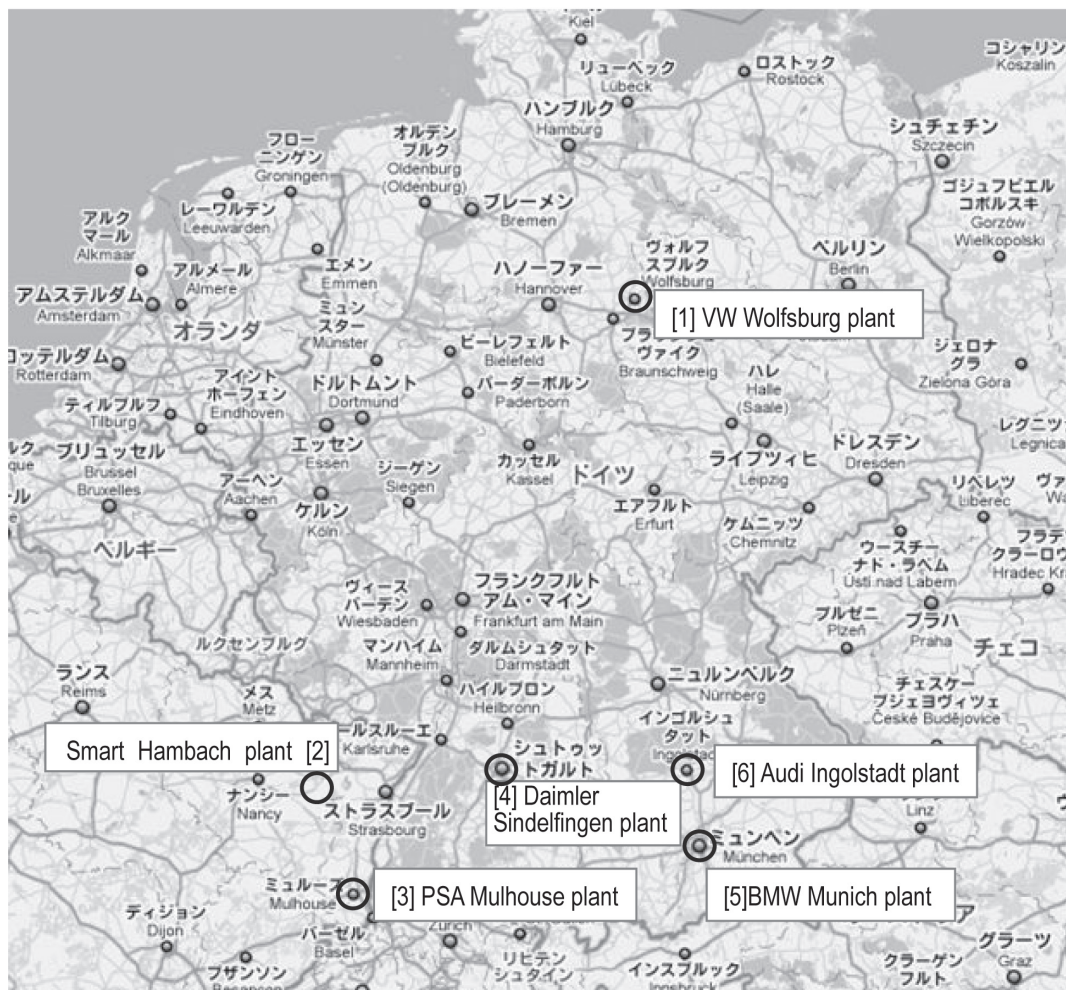 キール
Kiel
リューベック
Lübeck
ロストック
Rostock
コシャリン
Koszalin
ハンブルク
Hamburg
シュチェチン
Szczecin
フロー
ニンゲン
Groningen
オルデン
ブルク
Oldenburg
(Oldenburg)
レーワルデン
Leeuwarden
ブレーメン
Bremen
ゴジュフビエル
コポルスキ
Gorzów
Wielkopolski
アルク
マール
Alkmaar
アルメール
Almere
エメン
Emmen
ハノーファー
Hannover
ヴォルフ
スブルク
Wolfsburg
ベルリン
Berlin
アムステルダム
Amsterdam
オランダ
ミュン
スター
Münster
[1] VW Wolfsburg plant
ビーレフェルト
Bielefeld
ヴァイク
Braunschweig
ジェロナ
グラ
Zielona Góra
ロッテルダム
Rotterdam
アイント
ホーフェン
Eindhoven
ドルトムント
Dortmund
パーダーボルン
Paderborn
ハレ
Halle
(Saale)
ティルブルフ
Tilburg
エッセン
Essen
カッセル
Kassel
ドイツ
ライプツィヒ
Leipzig
ドレスデン
Dresden
レグニツ
Legnica
ブリュッセル
Brussel
Bruxelles
アーヘン
Aachen
ケルン
Köln
ジーゲン
Siegen
エアフルト
Erfurt
ケムニッツ
Chemnitz
リベレツ
Liberec
ベルギー
ウースチー
ナド・ラベム
Ústí nad Labem
フラデ
クラーロウ
Hradec Kr
ヴィース
バーデン
Wiesbaden
フランクフルト
アム・マイン
Frankfurt am Main
プルゼニ
Plzeň
プラハ
Praha
チェコ
ルクセンブルグ
マンハイム
Mannheim
ダルムシュタット
Darmstadt
ランス
Reims
メス
Metz
ハイルブロン
Heilbronn
ニュルンベルク
Nürnberg
チェスケー
ブジェヨヴィツェ
České Budějovice
Smart Hambach plant [2]
ールスルーエ
Karlsruhe
シュトゥッ
トガルト
インゴルシュ
タット
Ingolstad
[6] Audi Ingolstadt plant
ナンシー
Nancy
ストラスブール
Strasbourg
[4] Daimler
Sindelfingen plant
Linz
ミュンヘン
München
ミュルーズ
Mulhouse
[3] PSA Mulhouse plant
[5]BMW Munich plant
ディジョン
Dijon
バーゼル
Basel
Zürich
リヒテン
シュタイン
ブザンソン
Besançon
インスブルック
Innsbruck
クラーゲン
フルト
グラーツ
Graz